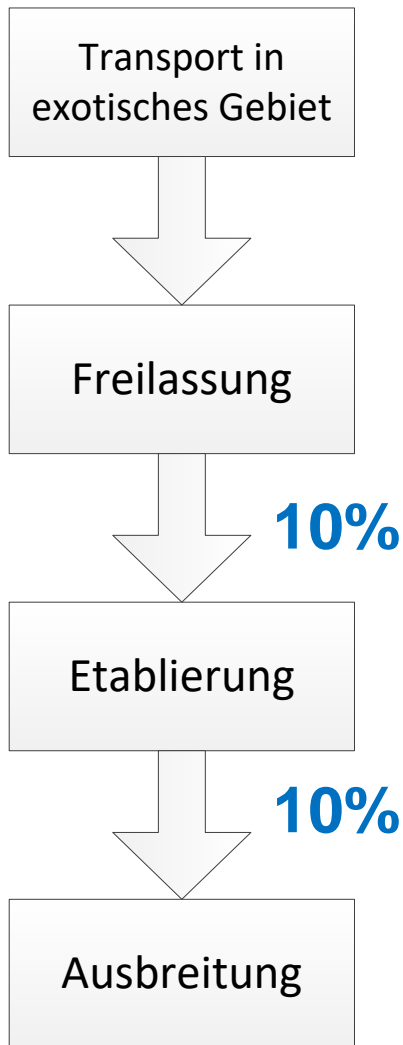 Transport in
exotisches Gebiet
Freilassung
10%
Etablierung
10%
Ausbreitung